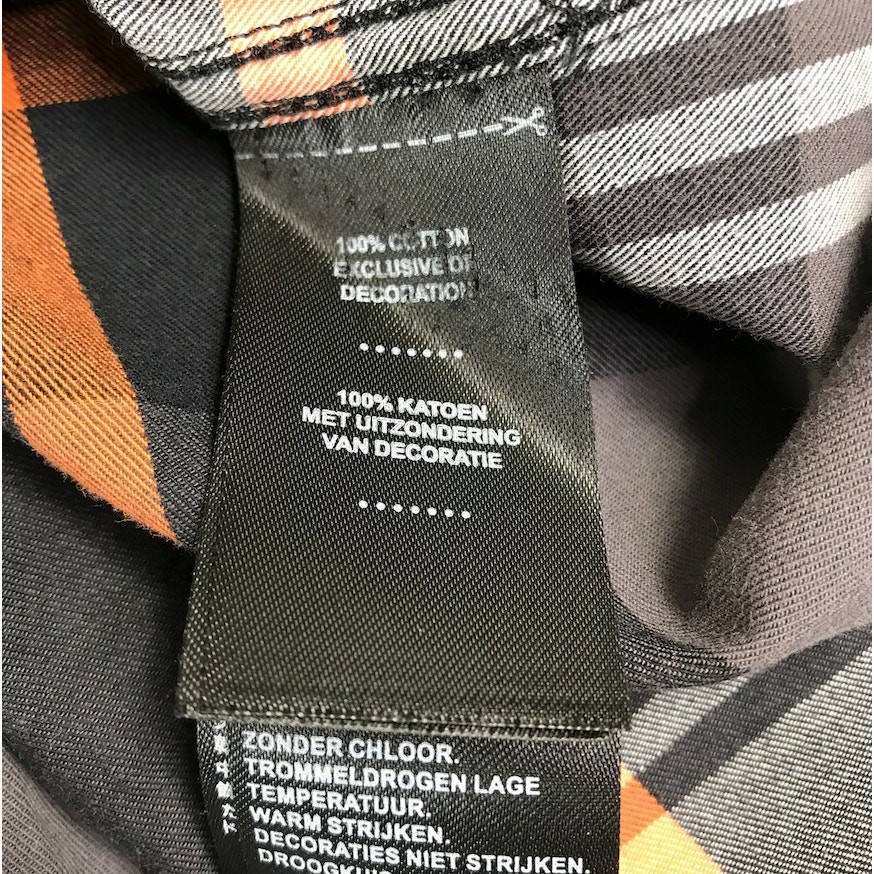 100% COTTON
EXCLUSIVE OF
DECORATION
100% KATOEN
MET UITZONDERING
VAN DECORATIE
ZONDER CHLOOR.
TROMMELDROGEN LAGE
TEMPERATUUR.
WARM STRIJKEN.
DECORATIES NIET STRIJKEN.